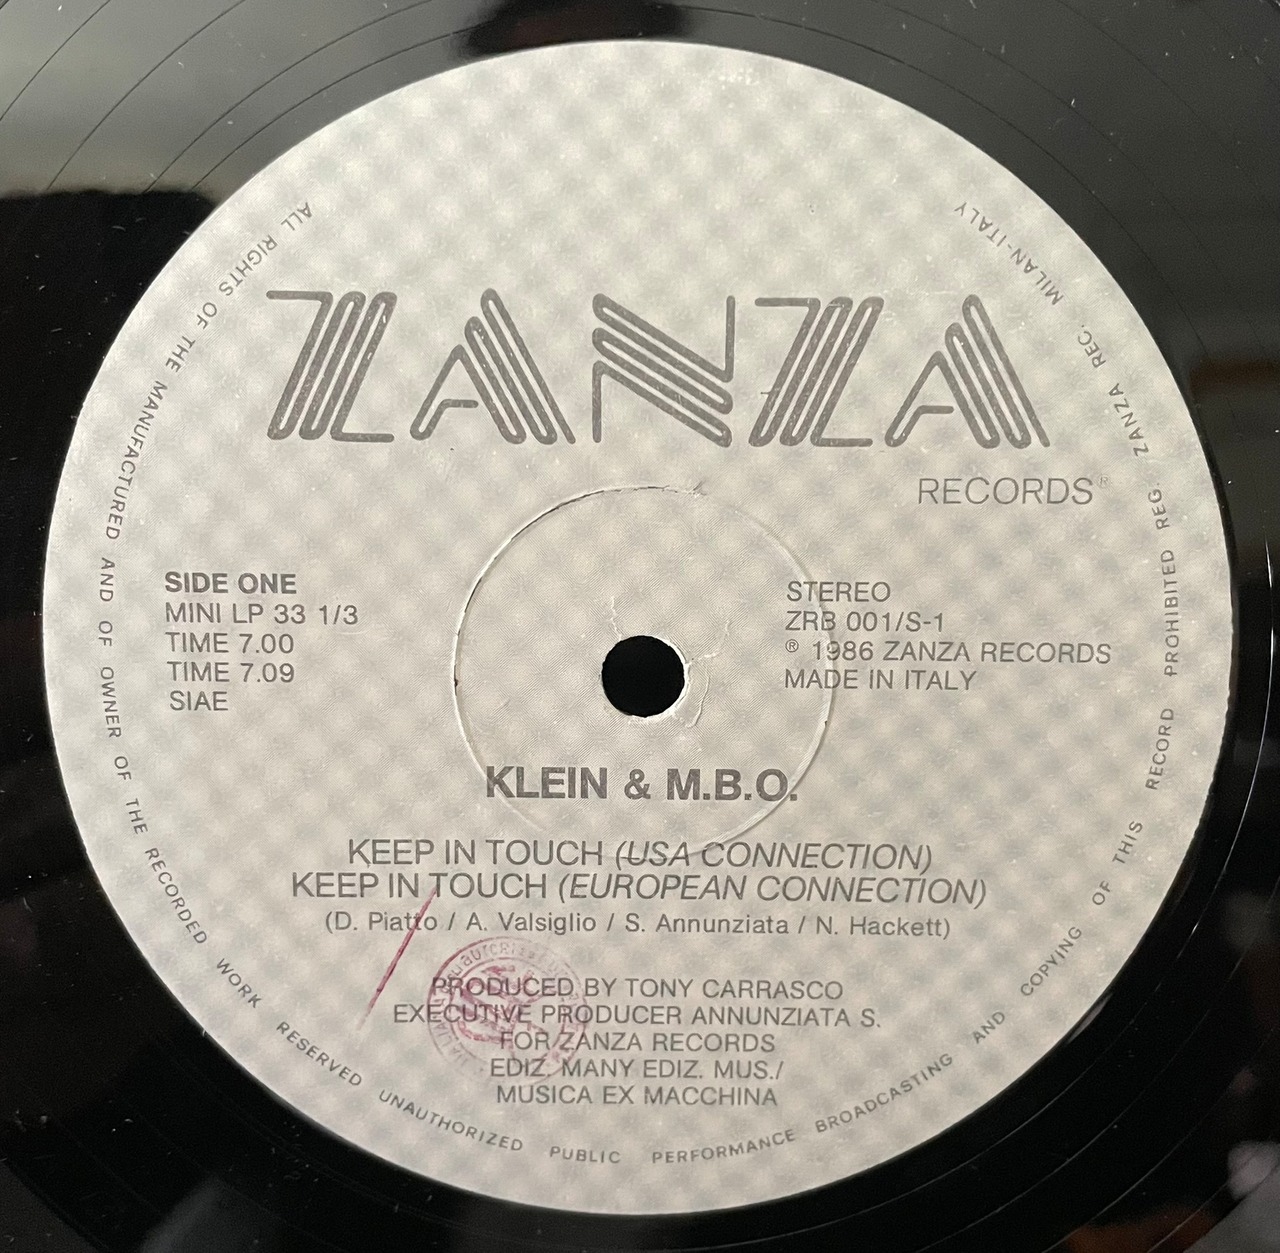 ZANZA
RECORDS®
SIDE ONE
MINI LP 33 1/3
TIME 7.00
TIME 7.09
SIAE
STEREO
ZRB 001/S-1
® 1986 ZANZA RECORDS
MADE IN ITALY
KLEIN & M.B.O.
KEEP IN TOUCH (USA CONNECTION)
KEEP IN TOUCH (EUROPEAN CONNECTION)
(D. Piatto / A. Valsiglio / S. Annunziata / N. Hackett)
PRODUCED BY TONY CARRASCO
EXECUTIVE PRODUCER ANNUNZIATA S.
FOR ZANZA RECORDS
EDIZ. MANY EDIZ. MUS./
MUSICA EX MACCHINA
ALL RIGHTS OF THE MANUFACTURED AND OF OWNER OF THE RECORDED WORK RESERVED UNAUTHORIZED PUBLIC PERFORMANCE BROADCASTING AND COPYING OF THIS RECORD PROHIBITED REG. ZANZA REC. MILAN-ITALY